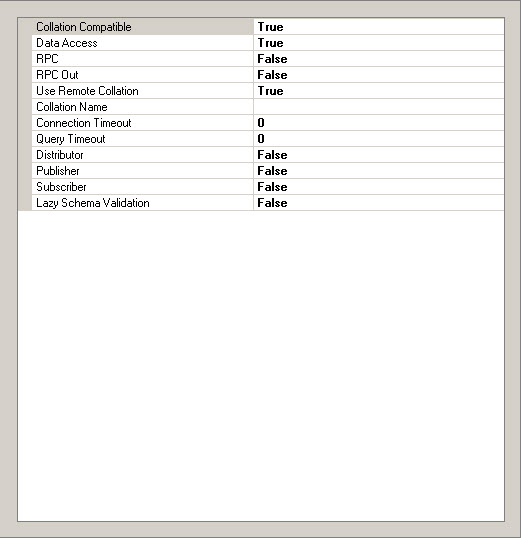 Collation Compatible True
Data Access True
RPC False
RPC Out False
Use Remote Collation True
Collation Name
Connection Timeout 0
Query Timeout 0
Distributor False
Publisher False
Subscriber False
Lazy Schema Validation False